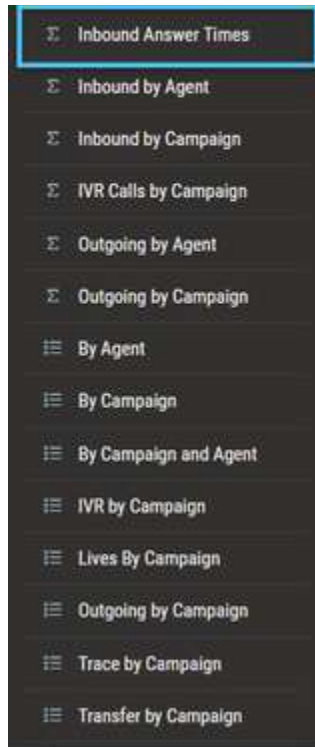 Σ Inbound Answer Times
Σ Inbound by Agent
Σ Inbound by Campaign
Σ IVR Calls by Campaign
Σ Outgoing by Agent
Σ Outgoing by Campaign
By Agent
By Campaign
By Campaign and Agent
IVR by Campaign
Lives By Campaign
Outgoing by Campaign
Trace by Campaign
Transfer by Campaign